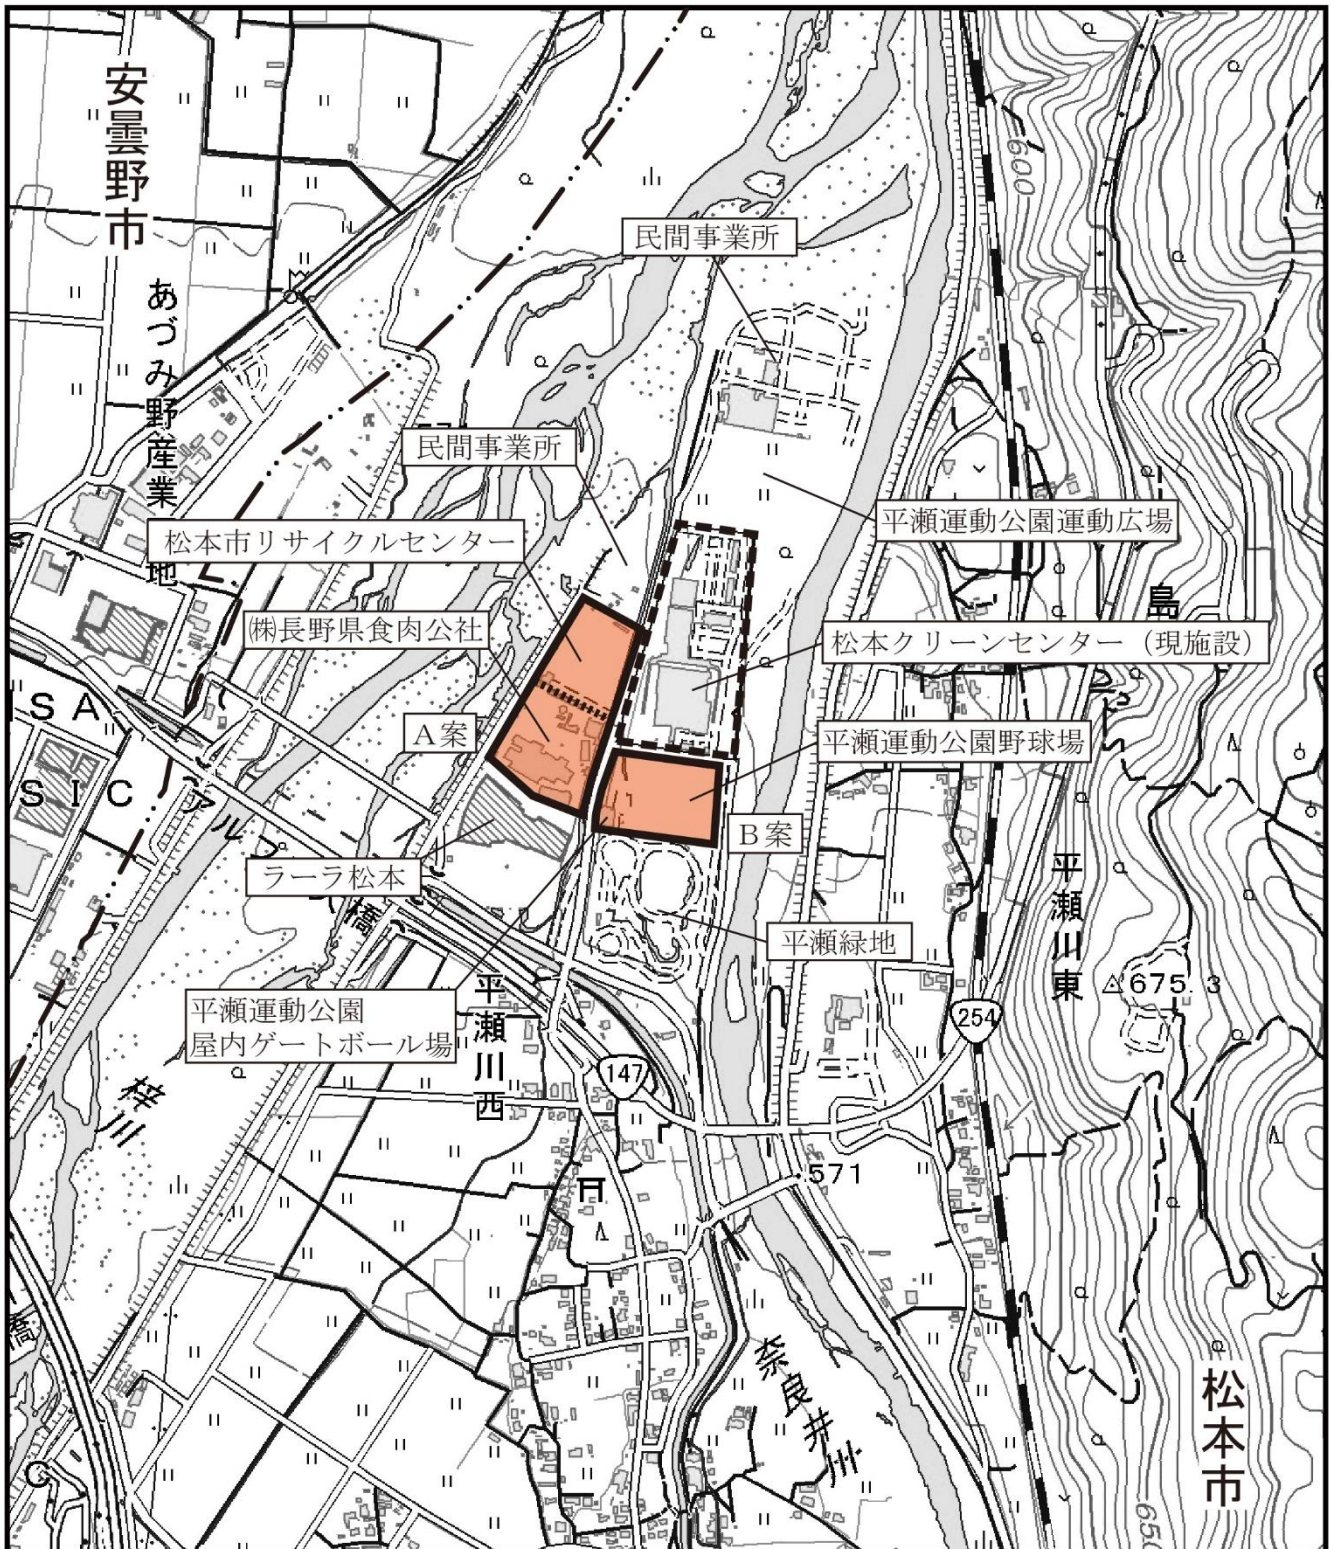 安曇野市
600
民間事業所
あづみ野産業
地
民間事業所
平瀬運動公園運動広場
松本市リサイクルセンター
島
㈱長野県食肉公社
松本クリーンセンター（現施設）
SA
A案
平瀬運動公園野球場
SIC
B案
ラーラ松本
橋
平瀬川東
平瀬緑地
675.3
平瀬川西
平瀬運動公園
屋内ゲートボール場
254
147
梓川
571
橋
奈良井川
松本市
C
650